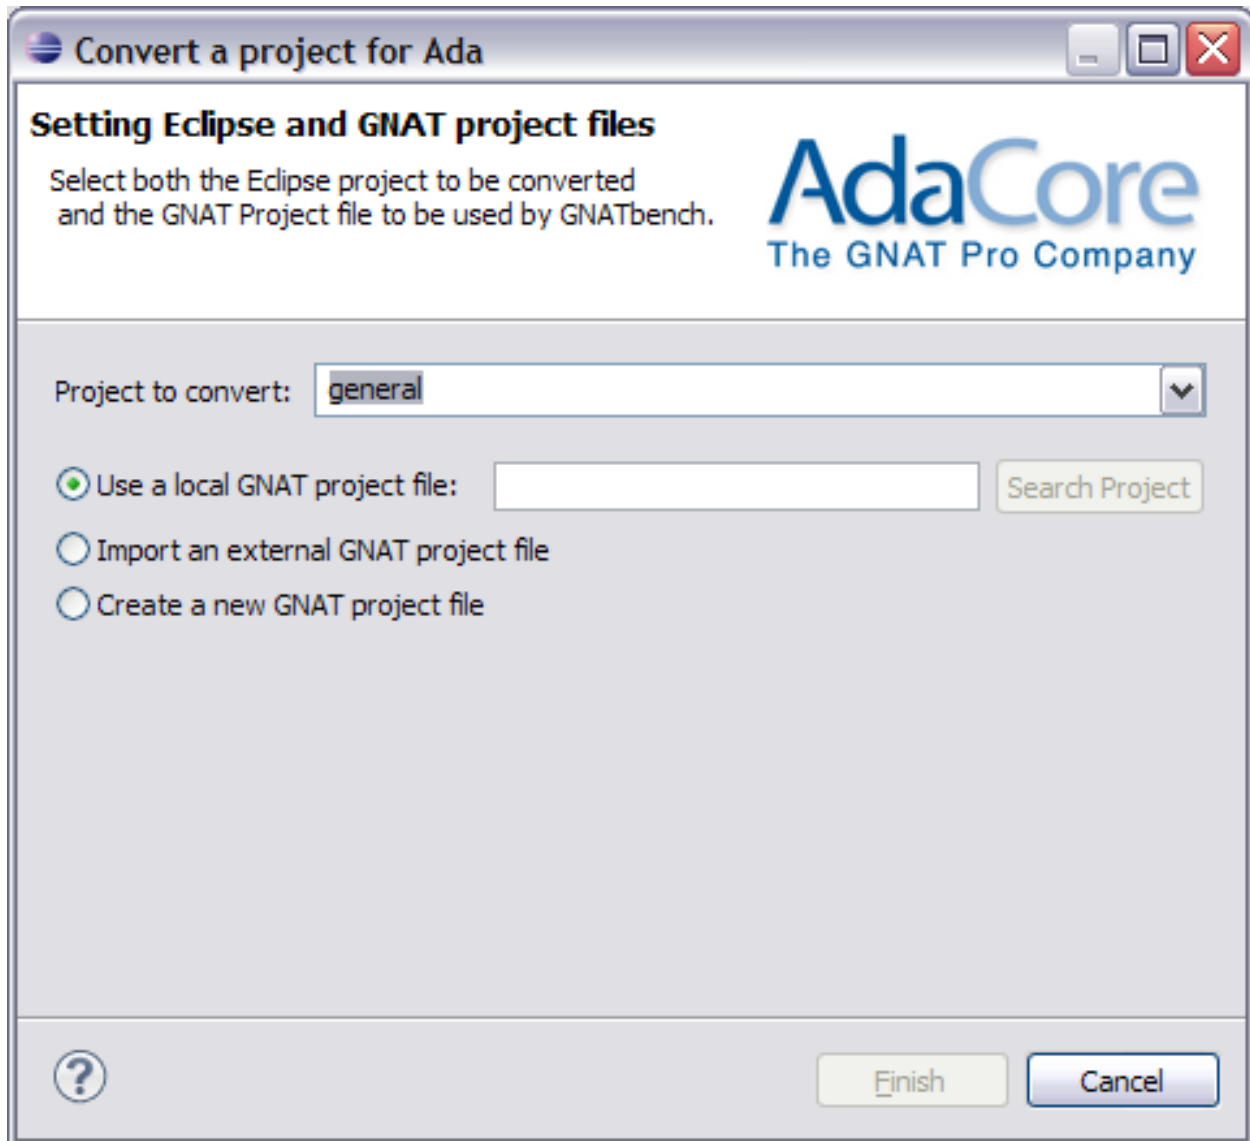 Convert a project for Ada
Setting Eclipse and GNAT project files
Select both the Eclipse project to be converted
and the GNAT Project file to be used by GNATbench.
AdaCore
The GNAT Pro Company
Project to convert: general
Use a local GNAT project file: Search Project
Import an external GNAT project file
Create a new GNAT project file
? Finish Cancel